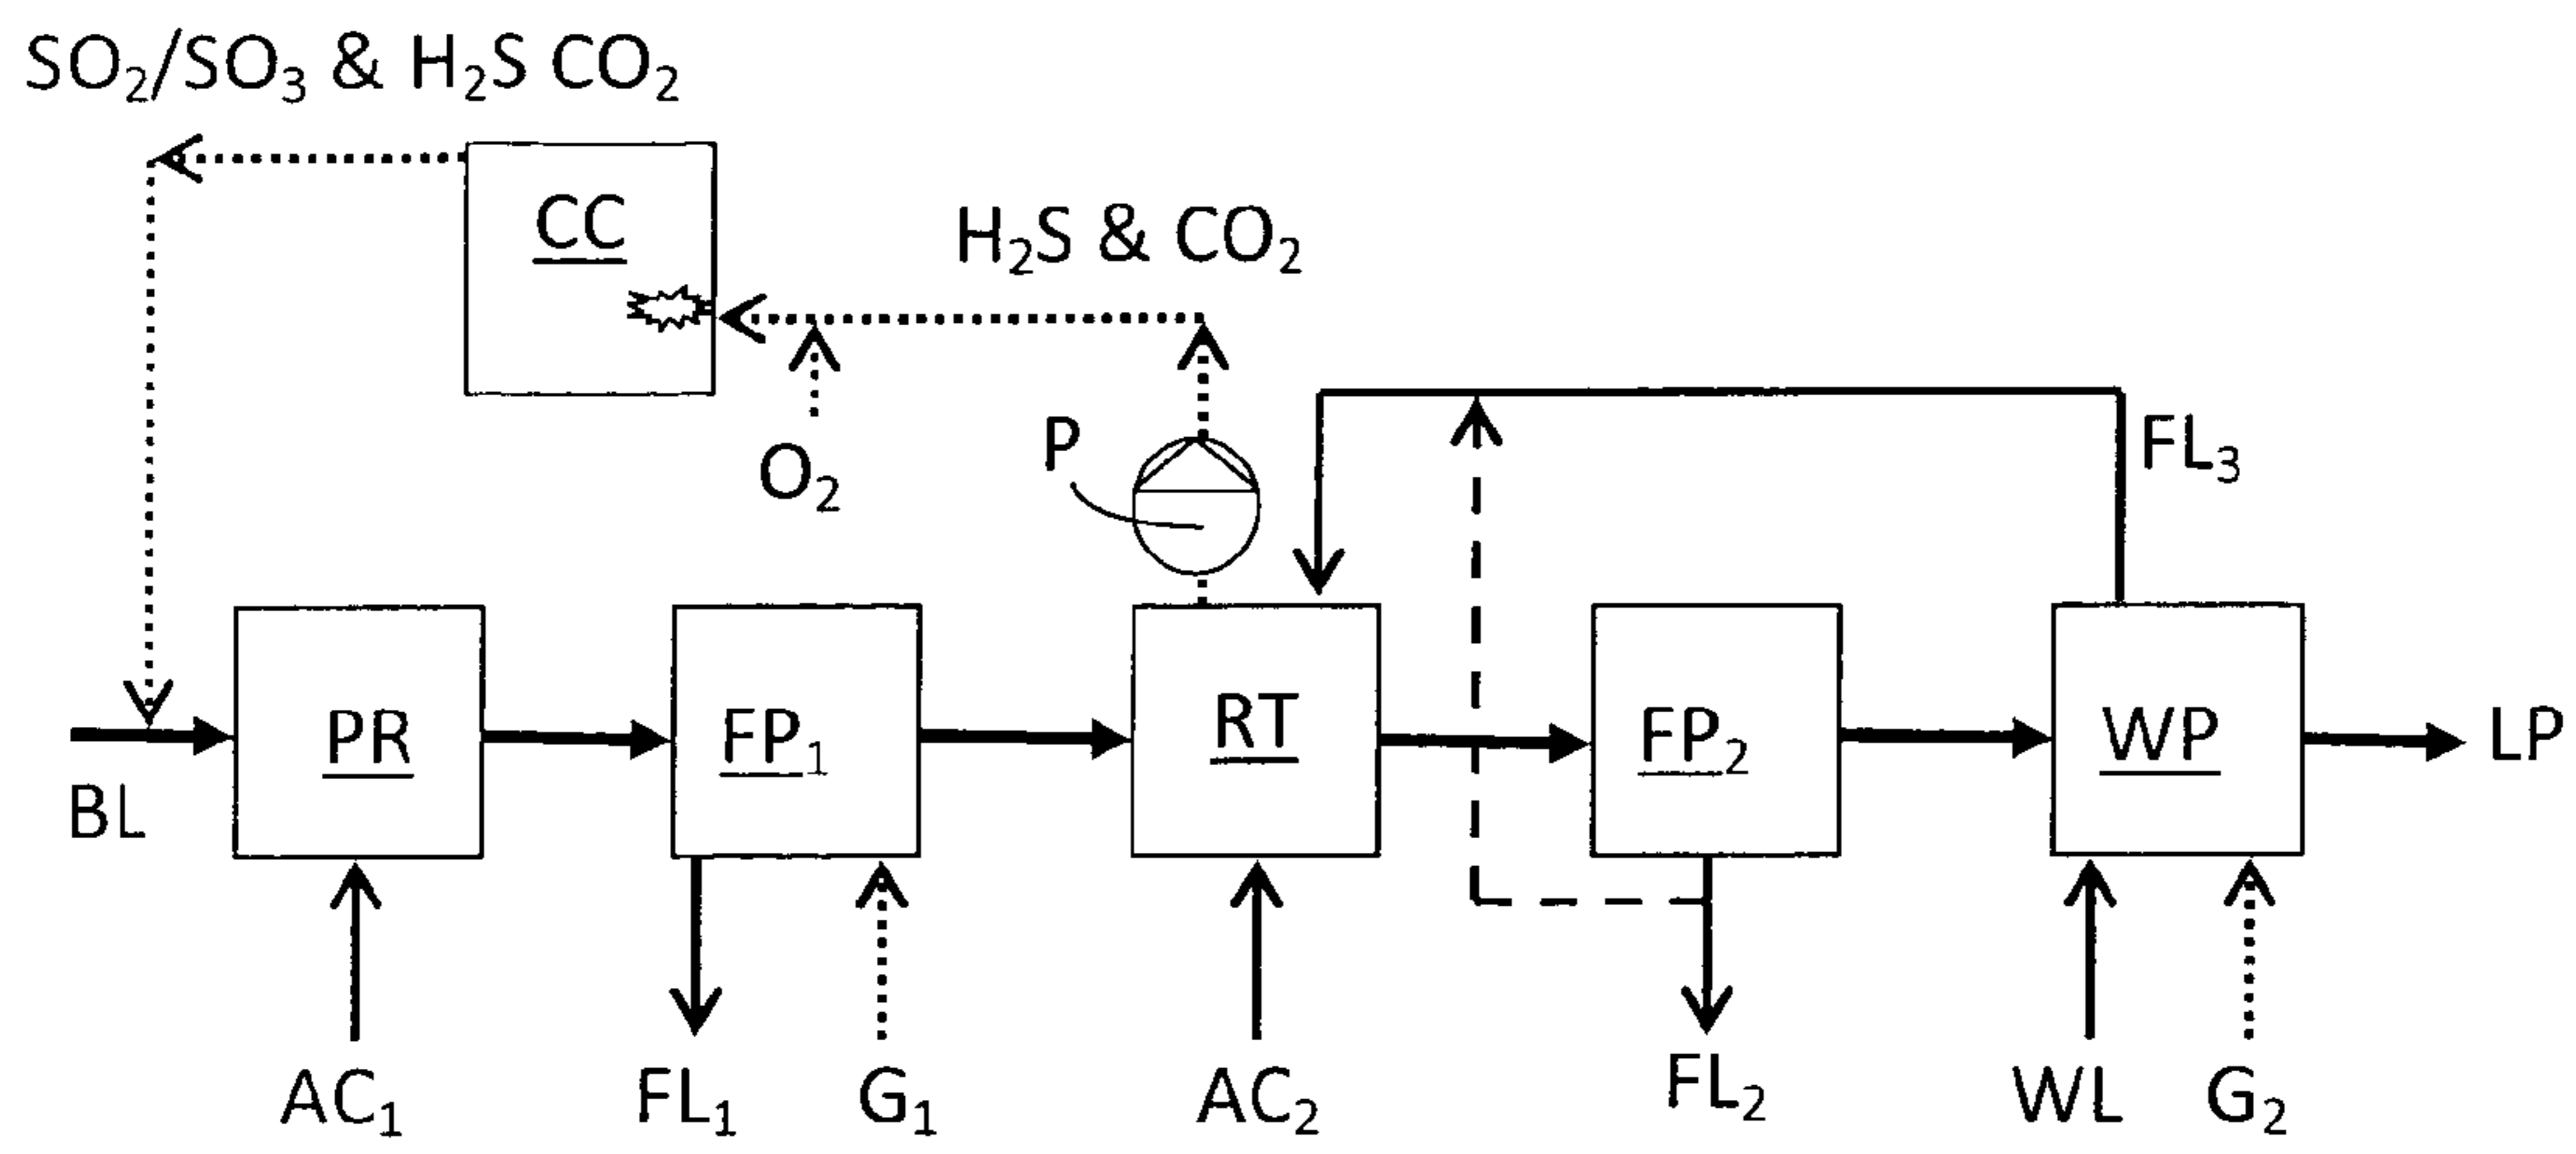 SO₂/SO₃ & H₂S CO₂
CC
H₂S & CO₂
O₂
P
FL₃
BL
PR
FP₁
RT
FP₂
WP
LP
AC₁
FL₁
G₁
AC₂
FL₂
WL
G₂